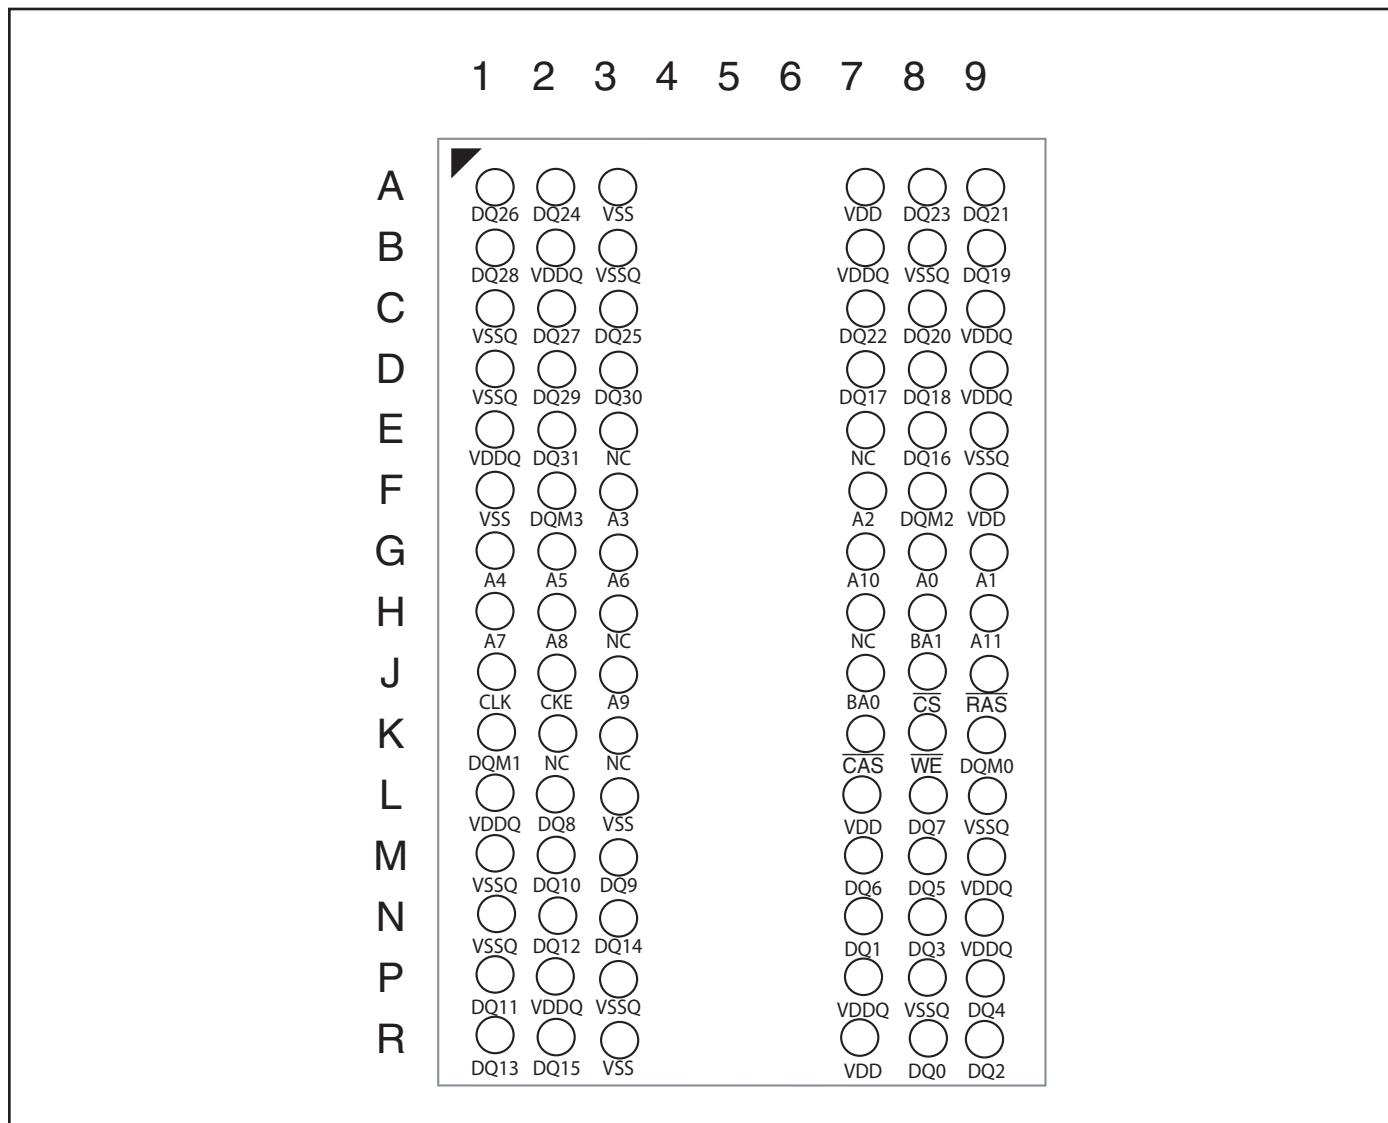 1 2 3 4 5 6 7 8 9
A
DQ26 DQ24 VSS VDD DQ23 DQ21
B
DQ28 VDDQ VSSQ VDDQ VSSQ DQ19
C
VSSQ DQ27 DQ25 DQ22 DQ20 VDDQ
D
VSSQ DQ29 DQ30 DQ17 DQ18 VDDQ
E
VDDQ DQ31 NC NC DQ16 VSSQ
F
VSS DQM3 A3 A2 DQM2 VDD
G
A4 A5 A6 A10 A0 A1
H
A7 A8 NC NC BA1 A11
J
CLK CKE A9 BA0 C̅S̅ R̅A̅S̅
K
DQM1 NC NC C̅A̅S̅ W̅E̅ DQM0
L
VDDQ DQ8 VSS VDD DQ7 VSSQ
M
VSSQ DQ10 DQ9 DQ6 DQ5 VDDQ
N
VSSQ DQ12 DQ14 DQ1 DQ3 VDDQ
P
DQ11 VDDQ VSSQ VDDQ VSSQ DQ4
R
DQ13 DQ15 VSS VDD DQ0 DQ2